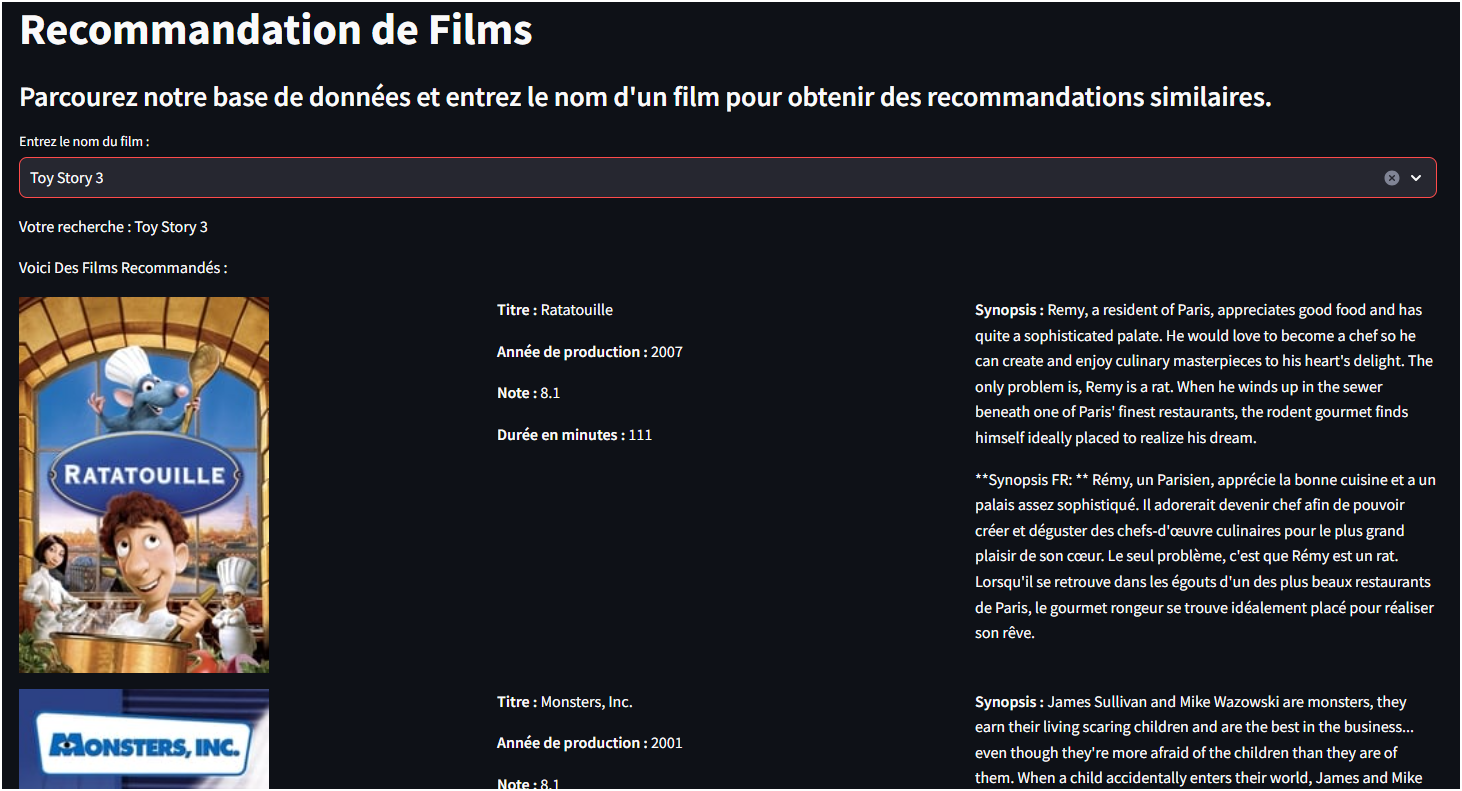 Recommandation de Films
Parcourez notre base de données et entrez le nom d'un film pour obtenir des recommandations similaires.
Entrez le nom du film :
Toy Story 3
Votre recherche : Toy Story 3
Voici Des Films Recommandés :
RATATOUILLE
Titre : Ratatouille
Année de production : 2007
Note : 8.1
Durée en minutes : 111
Synopsis : Remy, a resident of Paris, appreciates good food and has
quite a sophisticated palate. He would love to become a chef so he
can create and enjoy culinary masterpieces to his heart's delight. The
only problem is, Remy is a rat. When he winds up in the sewer
beneath one of Paris' finest restaurants, the rodent gourmet finds
himself ideally placed to realize his dream.
**Synopsis FR: ** Rémy, un Parisien, apprécie la bonne cuisine et a un
palais assez sophistiqué. Il adorerait devenir chef afin de pouvoir
créer et déguster des chefs-d'œuvre culinaires pour le plus grand
plaisir de son cœur. Le seul problème, c'est que Rémy est un rat.
Lorsqu'il se retrouve dans les égouts d'un des plus beaux restaurants
de Paris, le gourmet rongeur se trouve idéalement placé pour réaliser
son rêve.
MONSTERS, INC.
Titre : Monsters, Inc.
Année de production : 2001
Note : 8.1
Synopsis : James Sullivan and Mike Wazowski are monsters, they
earn their living scaring children and are the best in the business...
even though they're more afraid of the children than they are of
them. When a child accidentally enters their world, James and Mike